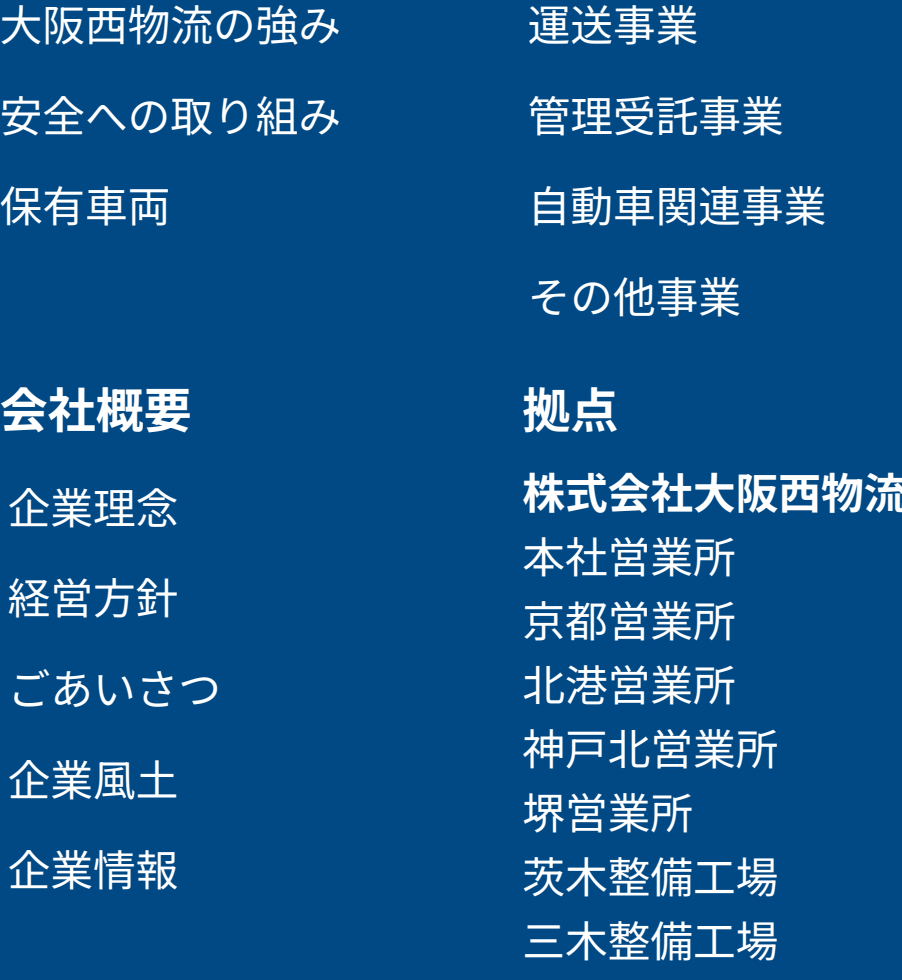 大阪西物流の強み
安全への取り組み
保有車両
運送事業
管理受託事業
自動車関連事業
その他事業
会社概要
企業理念
経営方針
ごあいさつ
企業風土
企業情報
拠点
株式会社大阪西物流
本社営業所
京都営業所
北港営業所
神戸北営業所
堺営業所
茨木整備工場
三木整備工場